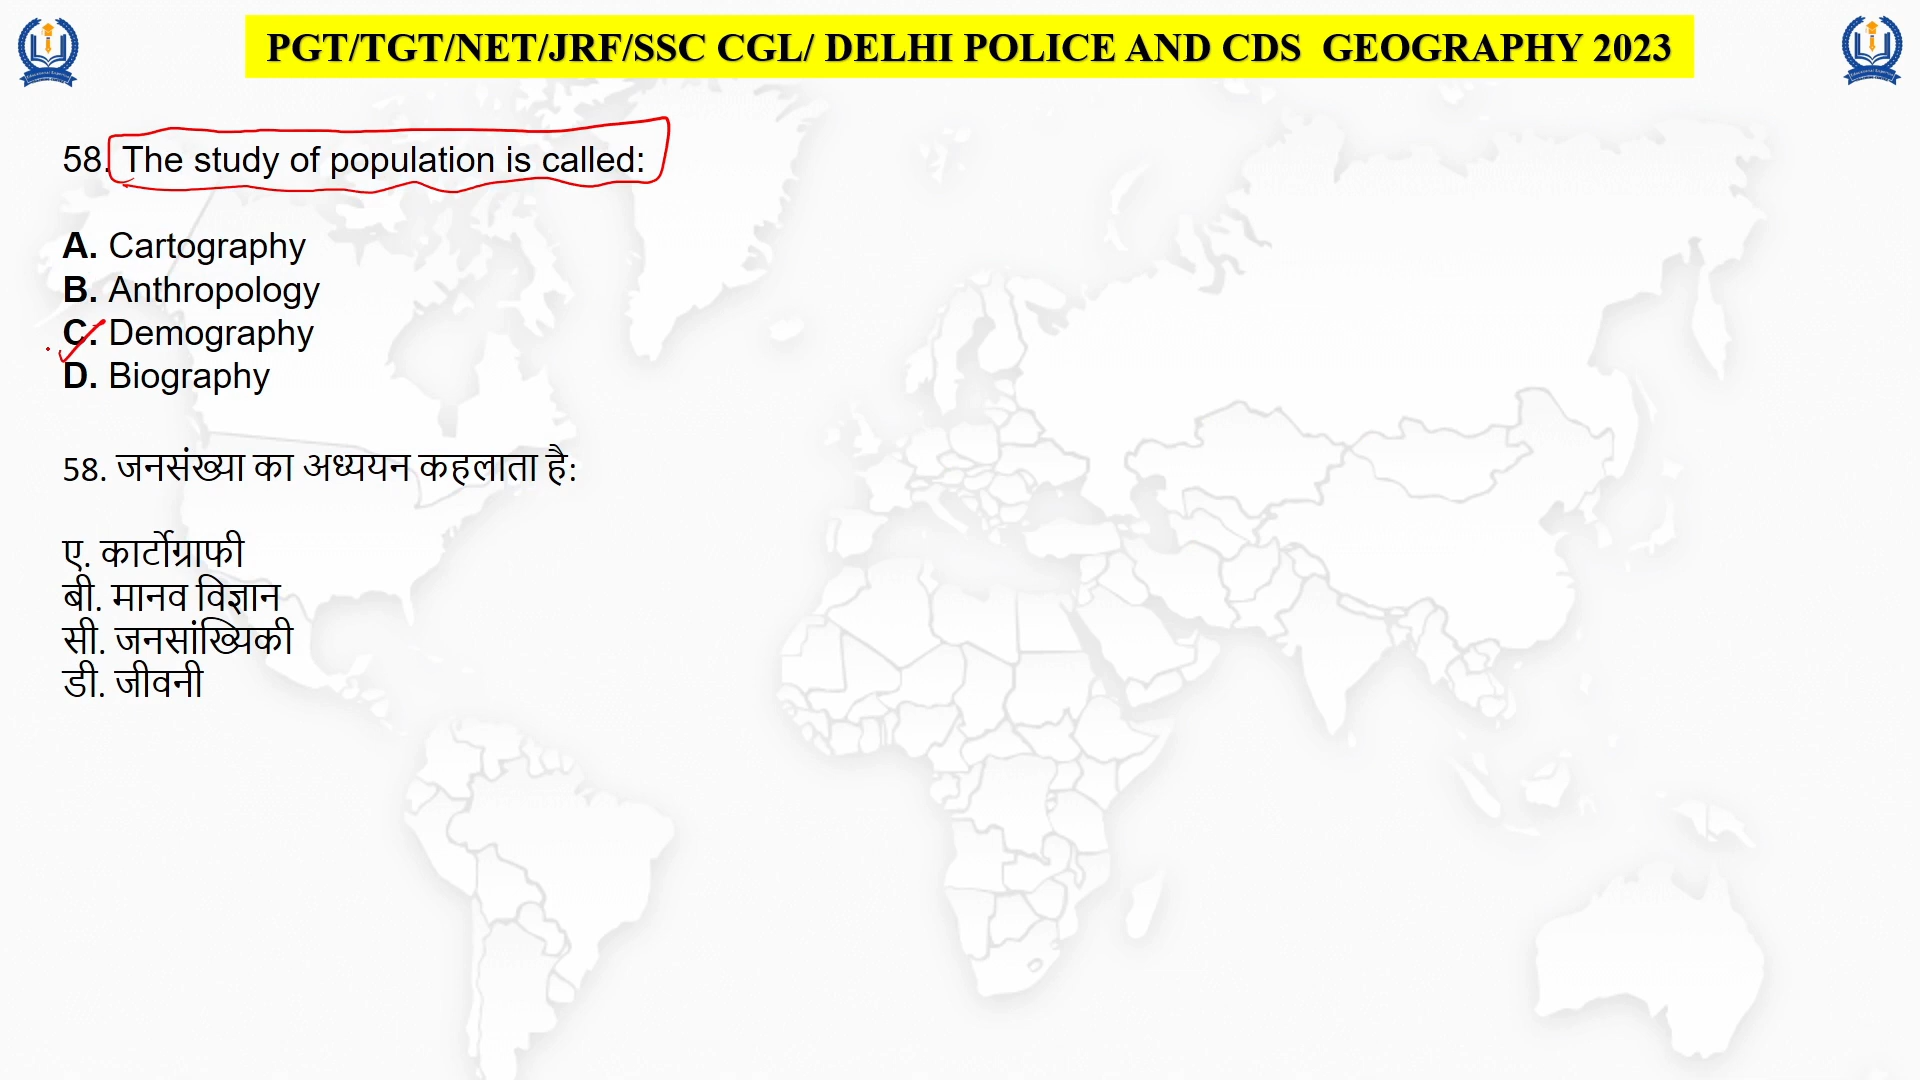 PGT/TGT/NET/JRF/SSC CGL/ DELHI POLICE AND CDS GEOGRAPHY 2023
58. The study of population is called:
A. Cartography
B. Anthropology
C. Demography
D. Biography
58. जनसंख्या का अध्ययन कहलाता है:
ए. कार्टोग्राफी
बी. मानव विज्ञान
सी. जनसांख्यिकी
डी. जीवनी